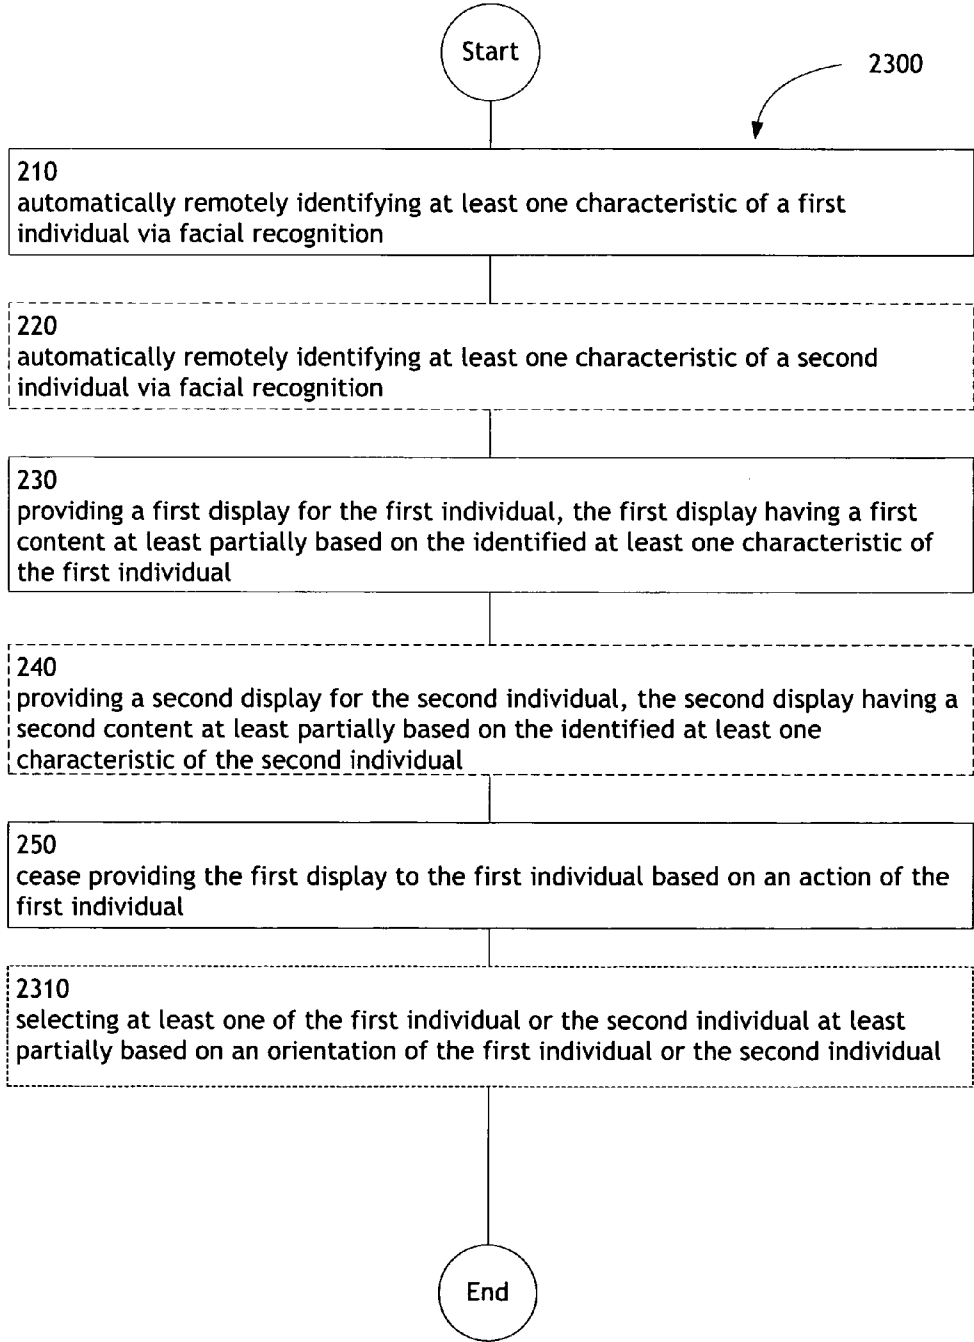 Start
2300
210
automatically remotely identifying at least one characteristic of a first
individual via facial recognition
220
automatically remotely identifying at least one characteristic of a second
individual via facial recognition
230
providing a first display for the first individual, the first display having a first
content at least partially based on the identified at least one characteristic of
the first individual
240
providing a second display for the second individual, the second display having a
second content at least partially based on the identified at least one
characteristic of the second individual
250
cease providing the first display to the first individual based on an action of the
first individual
2310
selecting at least one of the first individual or the second individual at least
partially based on an orientation of the first individual or the second individual
End